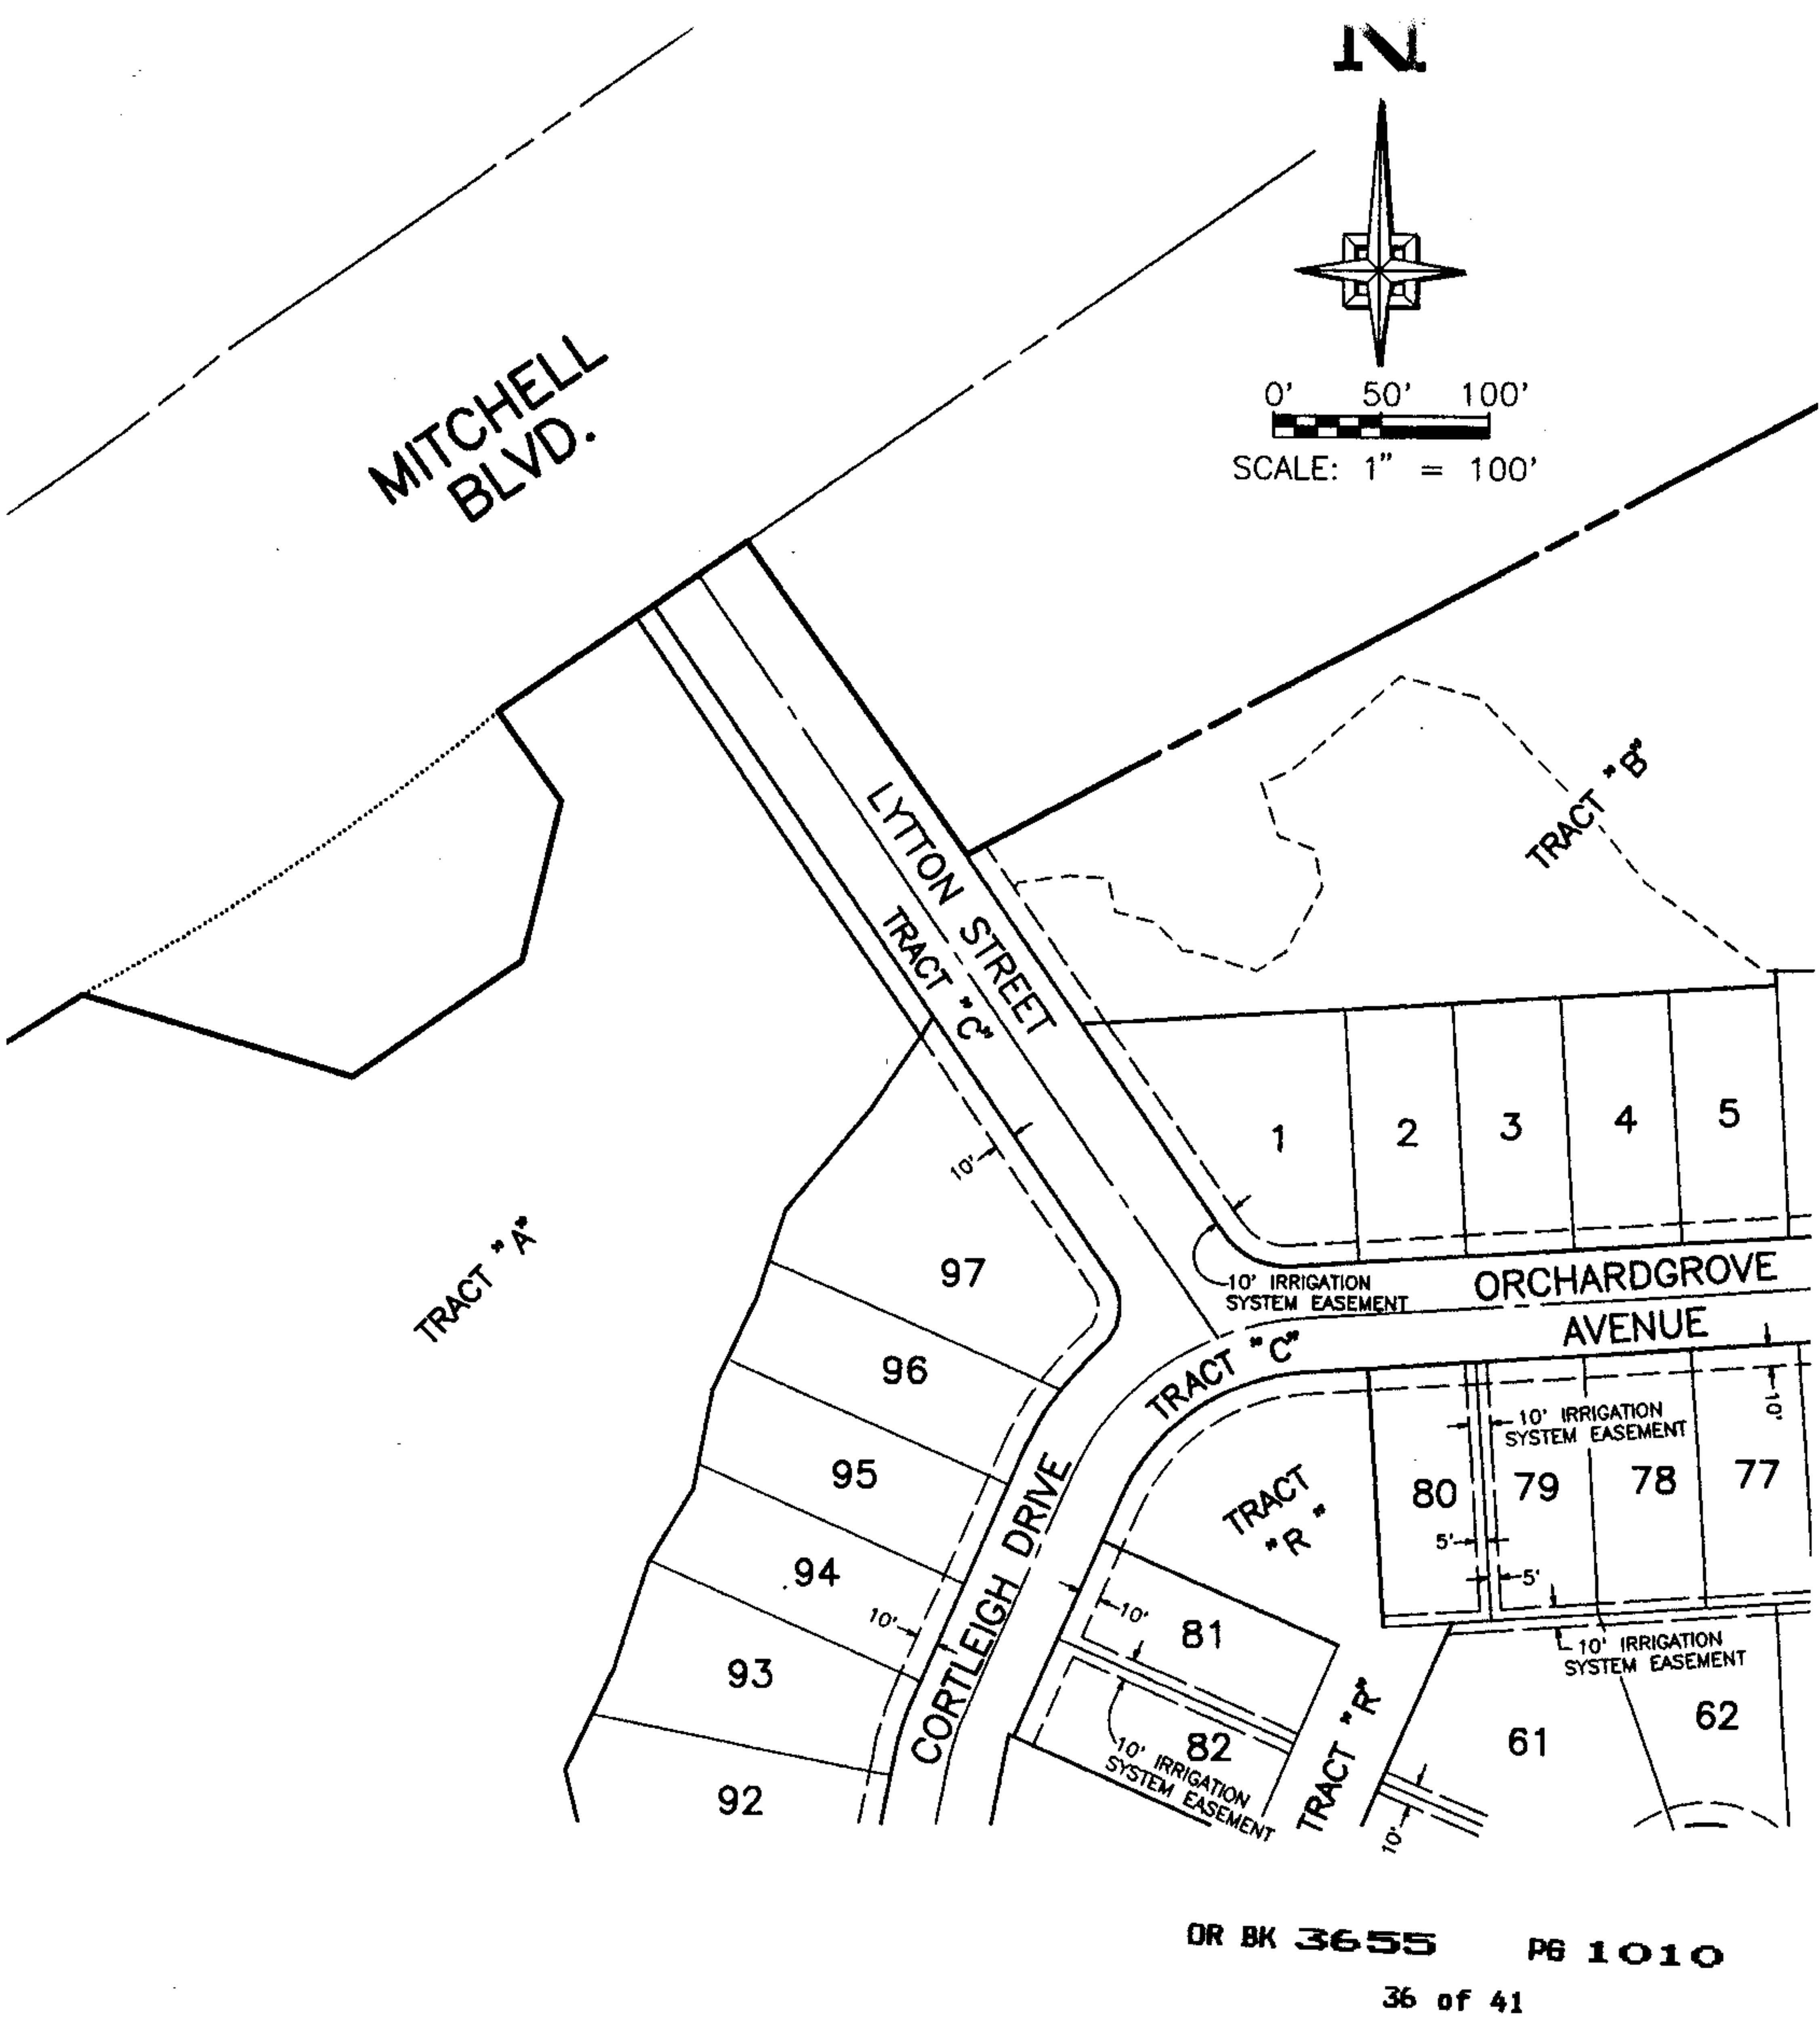 N
0' 50' 100'
SCALE: 1" = 100'
MITCHELL
BLVD.
TRACT "B"
LYTTON STREET
TRACT "C"
10'
1
2
3
4
5
TRACT "A"
97
10' IRRIGATION
SYSTEM EASEMENT
ORCHARDGROVE
AVENUE
TRACT "C"
96
10' IRRIGATION
SYSTEM EASEMENT
10'
95
TRACT
"R"
80
79
78
77
5'
5'
94
10'
CORTLEIGH DRIVE
10'
81
10' IRRIGATION
SYSTEM EASEMENT
93
82
10' IRRIGATION
SYSTEM EASEMENT
TRACT "R"
61
62
92
10'
OR BK 3655 PG 1010
36 of 41